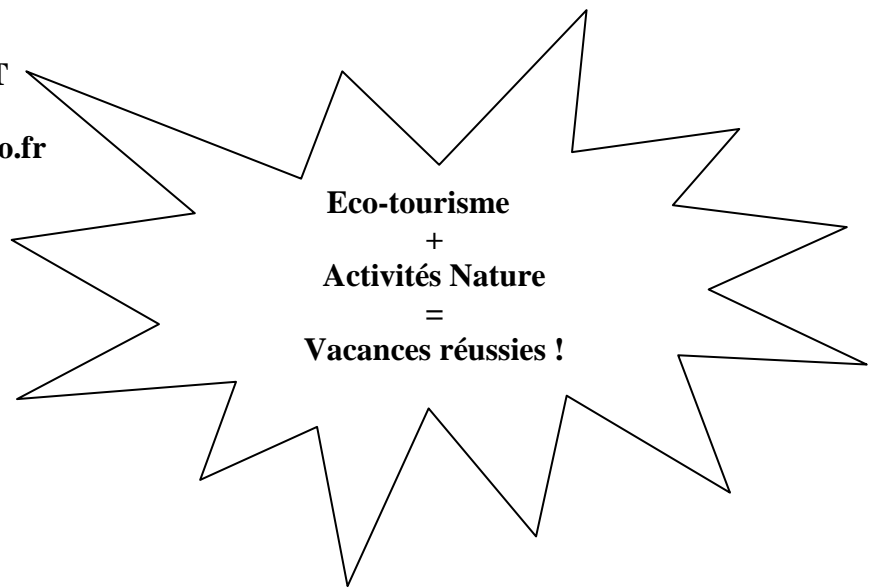 T
o.fr
Eco-tourisme
+
Activités Nature
=
Vacances réussies !